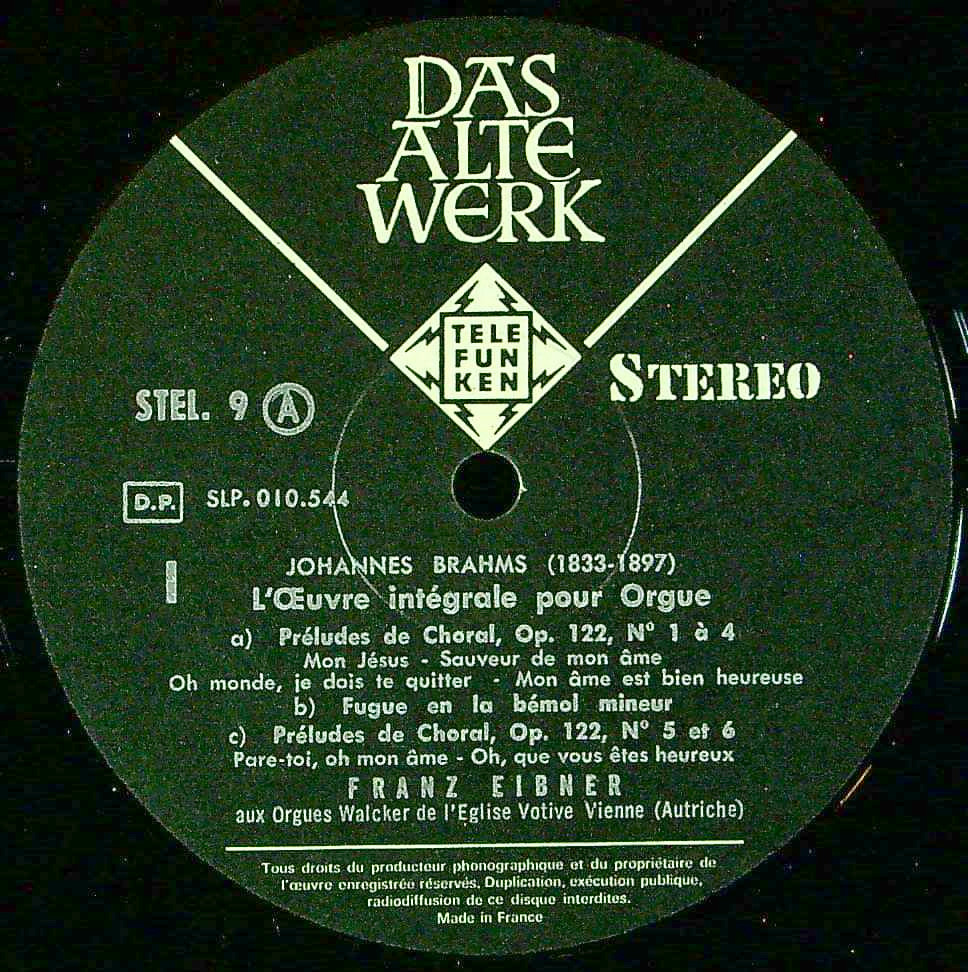 DAS
ALTE
WERK
TELE
FUN
KEN
STEREO
STEL. 9 A
D.P. SLP. 010.544
I
JOHANNES BRAHMS (1833-1897)
L'Œuvre intégrale pour Orgue
a) Préludes de Choral, Op. 122, Nº 1 à 4
Mon Jésus - Sauveur de mon âme
Oh monde, je dois te quitter - Mon âme est bien heureuse
b) Fugue en la bémol mineur
c) Préludes de Choral, Op. 122, Nº 5 et 6
Pare-toi, oh mon âme - Oh, que vous êtes heureux
FRANZ EIBNER
aux Orgues Walcker de l'Eglise Votive Vienne (Autriche)
Tous droits du producteur phonographique et du propriétaire de
l'œuvre enregistrée réservés. Duplication, exécution publique,
radiodiffusion de ce disque interdites.
Made in France